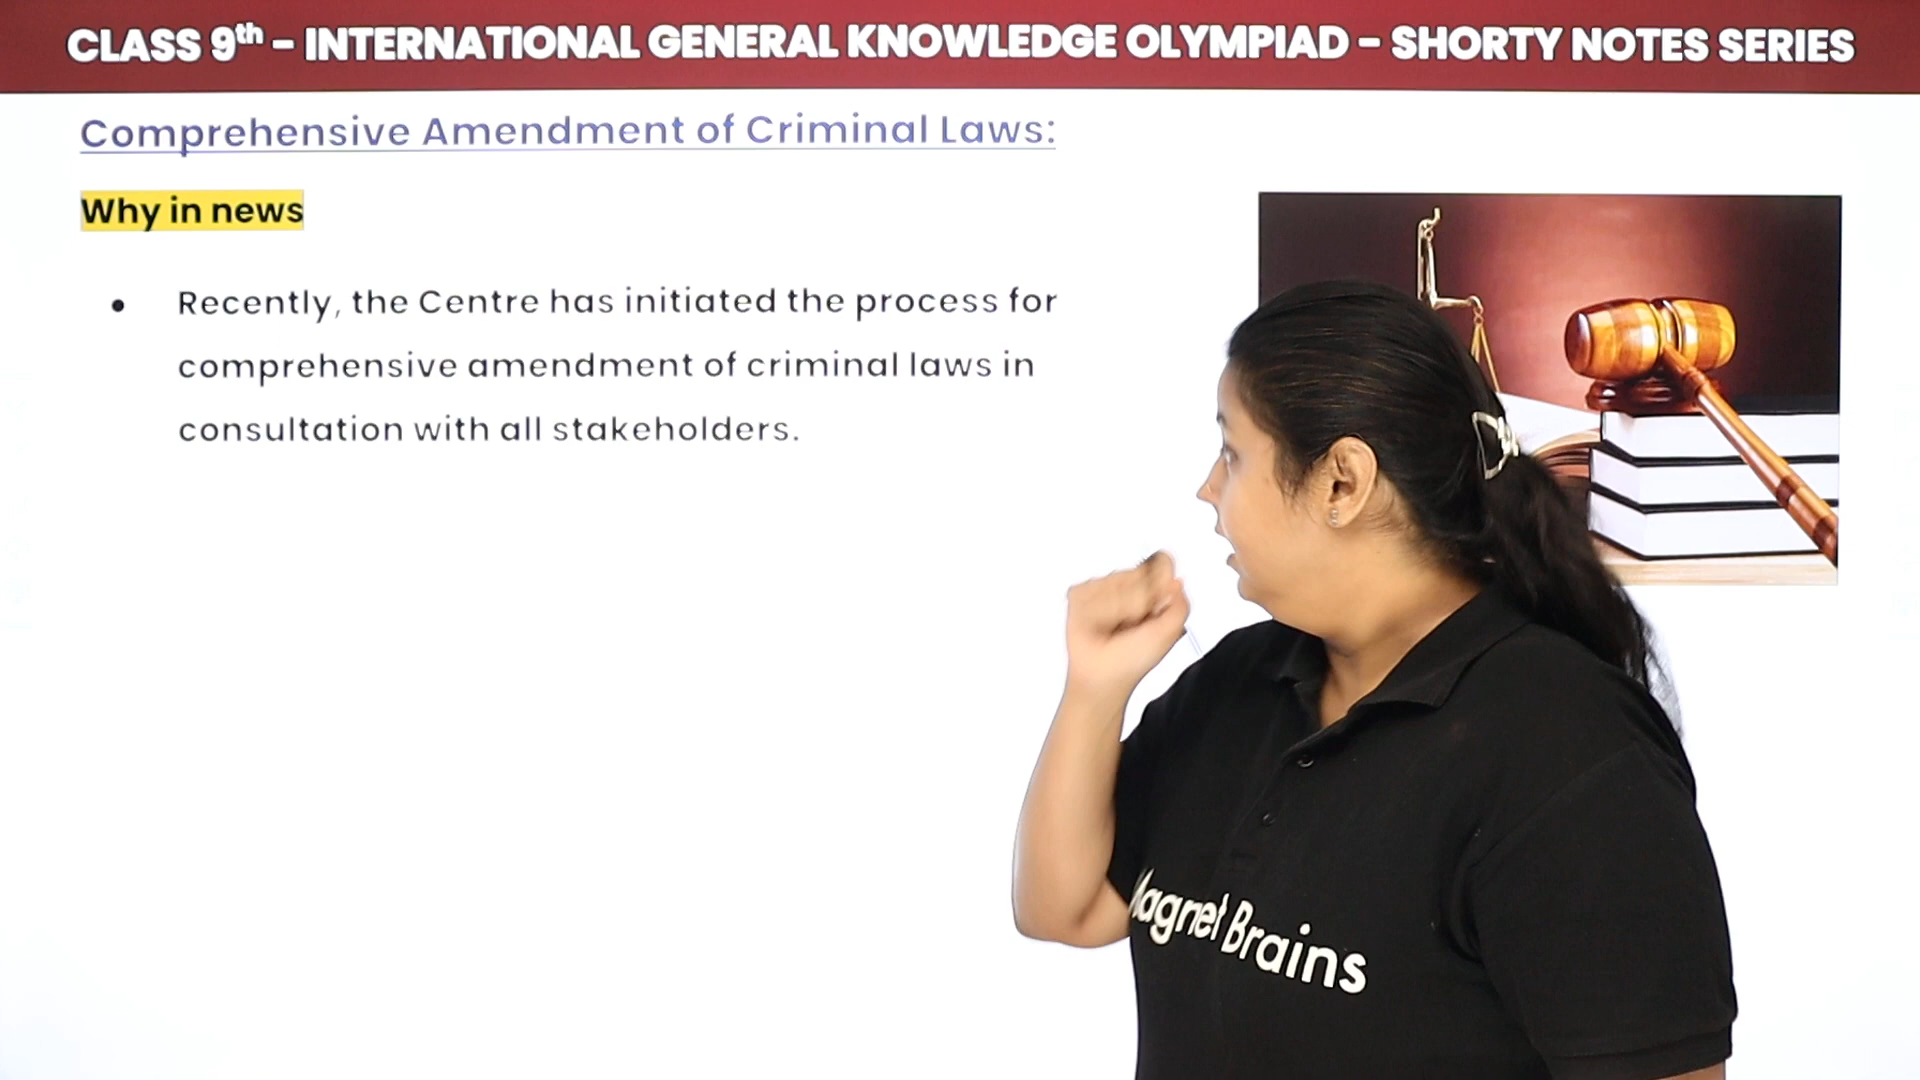 CLASS 9th - INTERNATIONAL GENERAL KNOWLEDGE OLYMPIAD - SHORTY NOTES SERIES
Comprehensive Amendment of Criminal Laws:
Why in news
• Recently, the Centre has initiated the process for
comprehensive amendment of criminal laws in
consultation with all stakeholders.
Magnet Brains